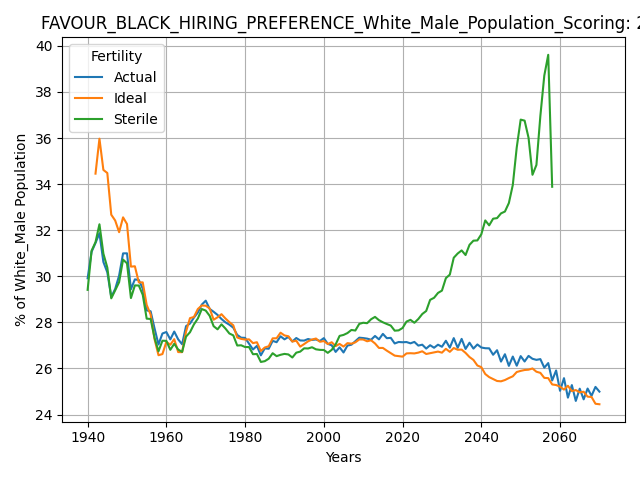 FAVOUR_BLACK_HIRING_PREFERENCE_White_Male_Population_Scoring: 2
40
38
36
34
32
30
28
26
24
% of White_Male Population
Fertility
Actual
Ideal
Sterile
1940 1960 1980 2000 2020 2040 2060
Years